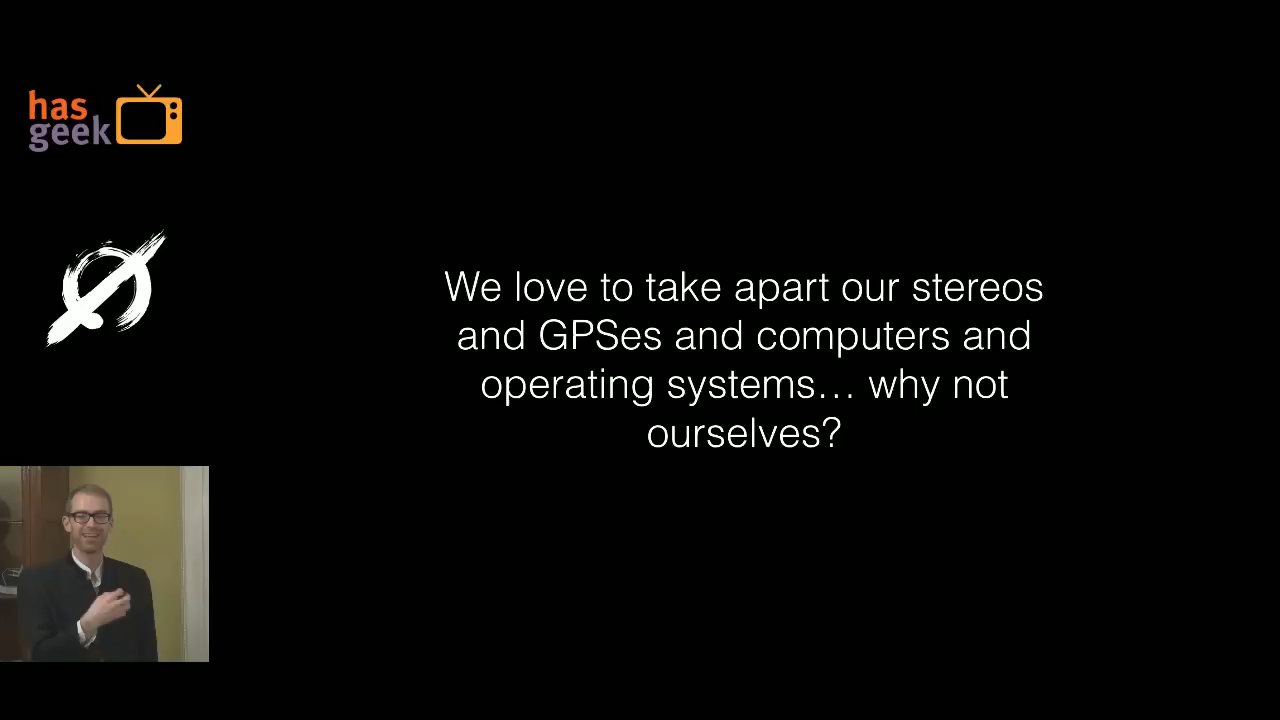 has
geek
We love to take apart our stereos
and GPSes and computers and
operating systems… why not
ourselves?